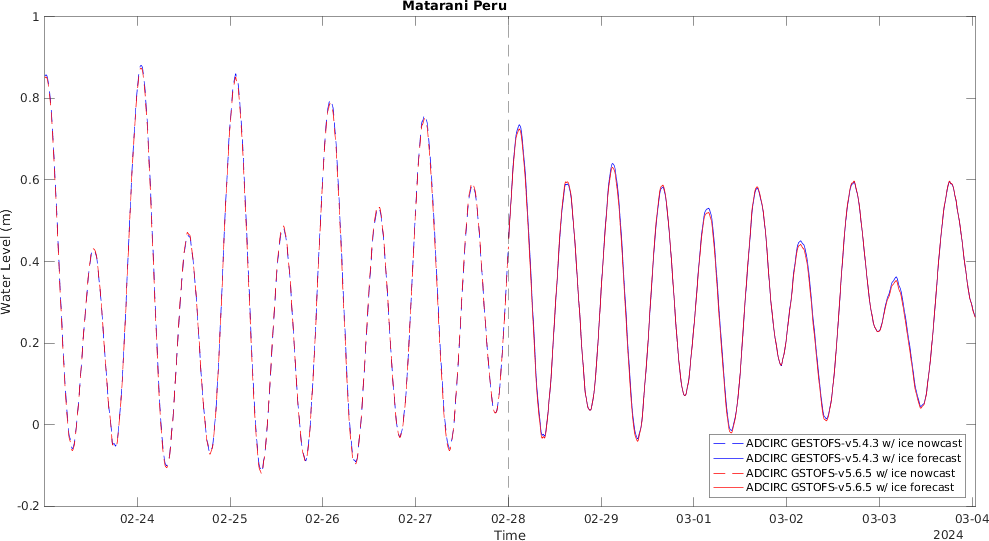 Matarani Peru
1
0.8
0.6
0.4
0.2
0
-0.2
Water Level (m)
02-24
02-25
02-26
02-27
02-28
02-29
03-01
03-02
03-03
03-04
Time
2024
ADCIRC GESTOFS-v5.4.3 w/ ice nowcast
ADCIRC GESTOFS-v5.4.3 w/ ice forecast
ADCIRC GSTOFS-v5.6.5 w/ ice nowcast
ADCIRC GSTOFS-v5.6.5 w/ ice forecast